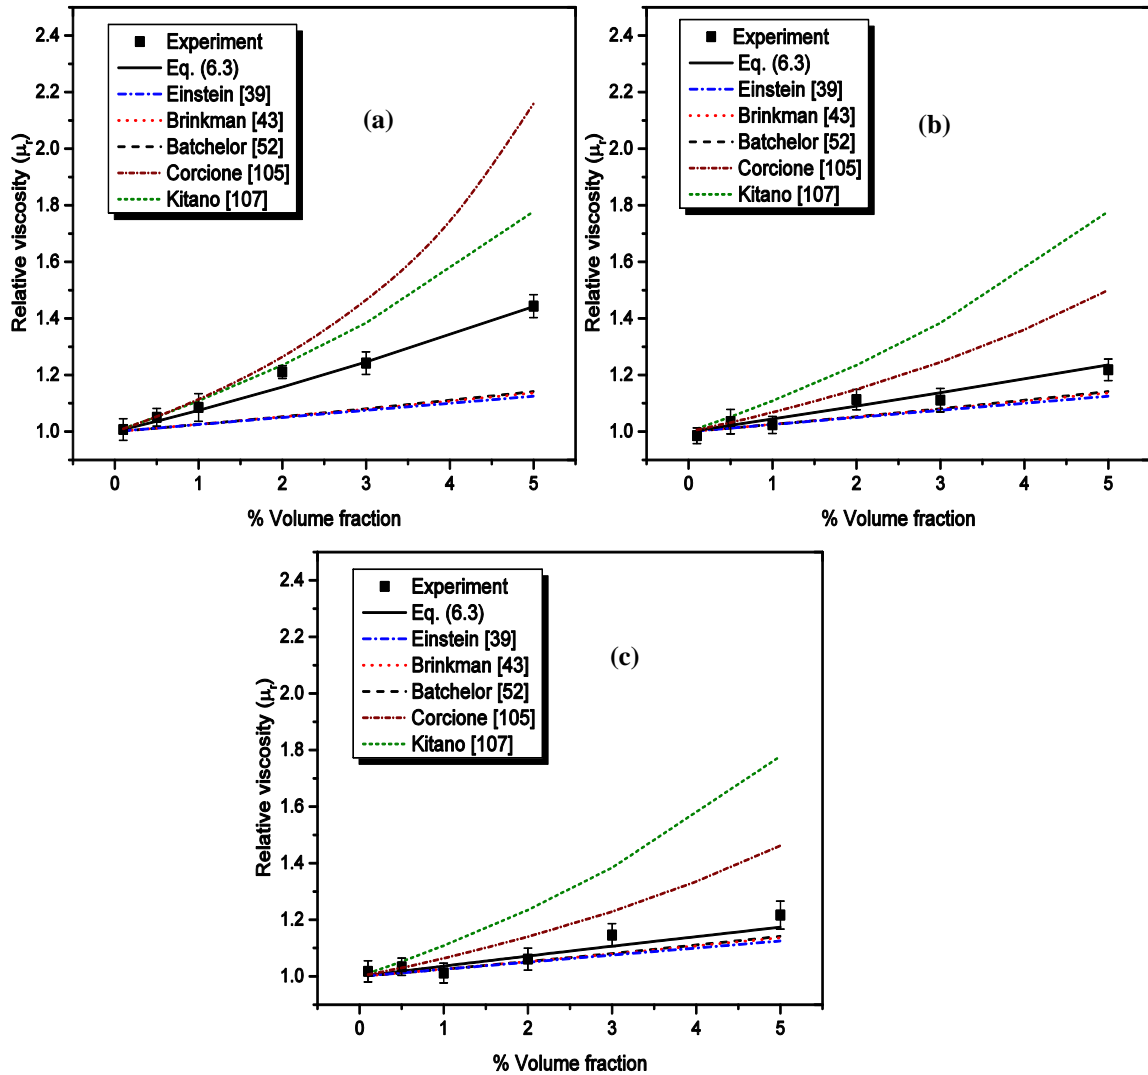 2.4
2.2
2.0
1.8
1.6
1.4
1.2
1.0
Relative viscosity (μr)
Experiment
Eq. (6.3)
Einstein [39]
Brinkman [43]
Batchelor [52]
Corcione [105]
Kitano [107]
(a)
0 1 2 3 4 5
% Volume fraction
2.4
2.2
2.0
1.8
1.6
1.4
1.2
1.0
Relative viscosity (μr)
Experiment
Eq. (6.3)
Einstein [39]
Brinkman [43]
Batchelor [52]
Corcione [105]
Kitano [107]
(b)
0 1 2 3 4 5
% Volume fraction
2.4
2.2
2.0
1.8
1.6
1.4
1.2
1.0
Relative viscosity (μr)
Experiment
Eq. (6.3)
Einstein [39]
Brinkman [43]
Batchelor [52]
Corcione [105]
Kitano [107]
(c)
0 1 2 3 4 5
% Volume fraction